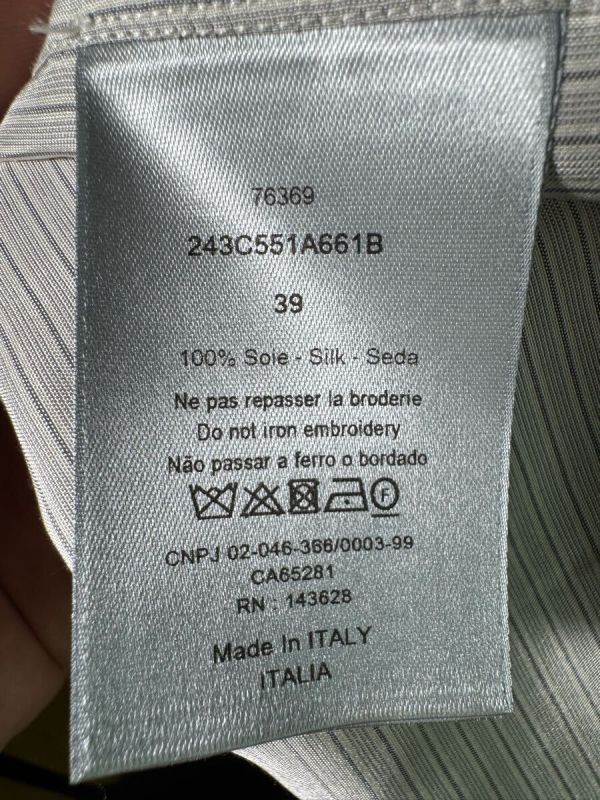 76369
243C551A661B
39
100% Soie - Silk - Seda
Ne pas repasser la broderie
Do not iron embroidery
Não passar a ferro o bordado
F
CNPJ 02-046-366/0003-99
CA65281
RN : 143628
Made In ITALY
ITALIA